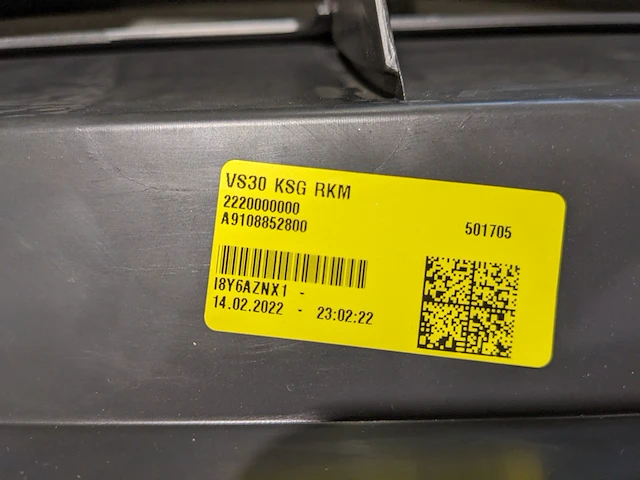 VS30 KSG RKM
2220000000
A9108852800
501705
I8Y6AZNX1 -
14.02.2022 - 23:02:22